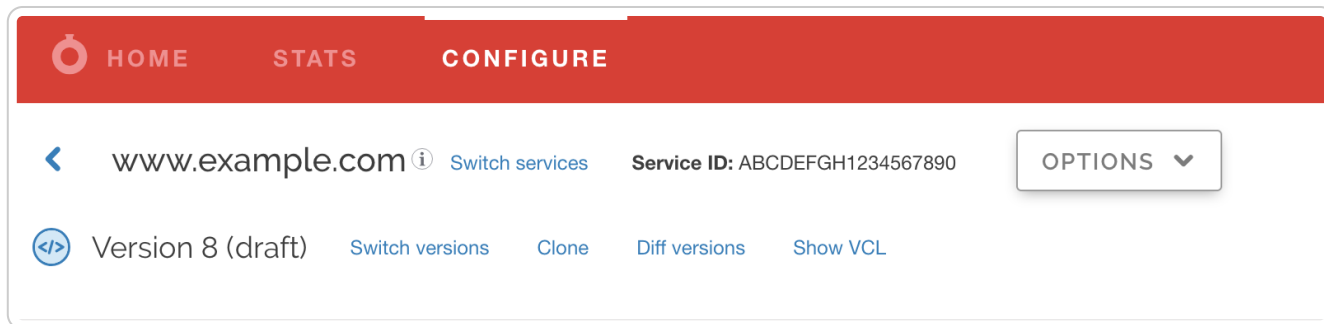 HOME STATS CONFIGURE
www.example.com i Switch services Service ID: ABCDEFGH1234567890 OPTIONS
</> Version 8 (draft) Switch versions Clone Diff versions Show VCL